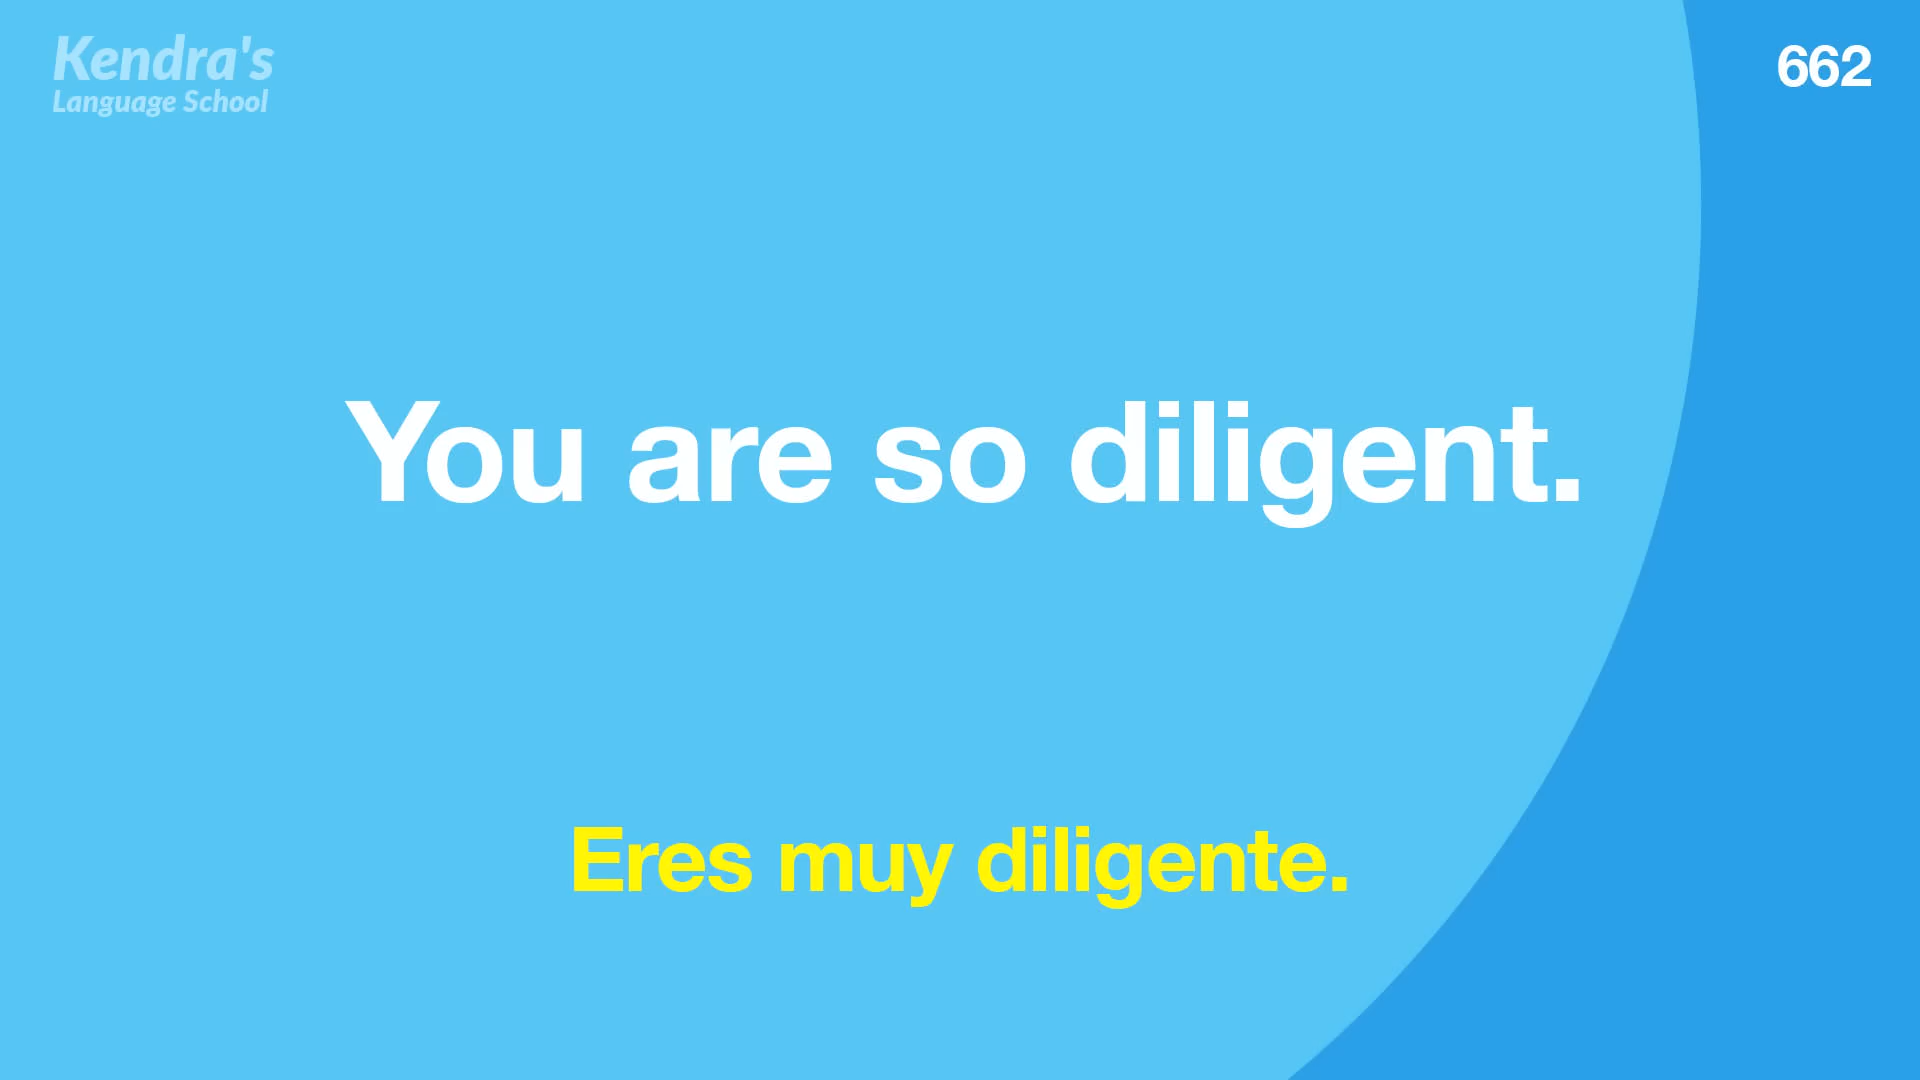 Kendra's
Language School
662
You are so diligent.
Eres muy diligente.